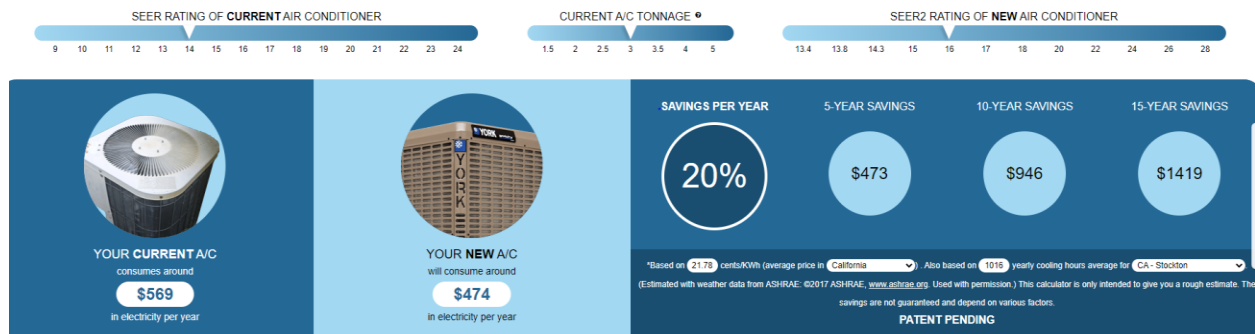 SEER RATING OF CURRENT AIR CONDITIONER
9 10 11 12 13 14 15 16 17 18 19 20 21 22 23 24
CURRENT A/C TONNAGE
1.5 2 2.5 3 3.5 4 5
SEER2 RATING OF NEW AIR CONDITIONER
13.4 13.8 14.3 15 16 17 18 20 22 24 26 28
YOUR CURRENT A/C
consumes around
$569
in electricity per year
YORK
YORK
YOUR NEW A/C
will consume around
$474
in electricity per year
SAVINGS PER YEAR
20%
5-YEAR SAVINGS
$473
10-YEAR SAVINGS
$946
15-YEAR SAVINGS
$1419
*Based on 21.78 cents/KWh (average price in California ) . Also based on 1016 yearly cooling hours average for CA - Stockton .
(Estimated with weather data from ASHRAE: ©2017 ASHRAE, www.ashrae.org. Used with permission.) This calculator is only intended to give you a rough estimate. The
savings are not guaranteed and depend on various factors.
PATENT PENDING